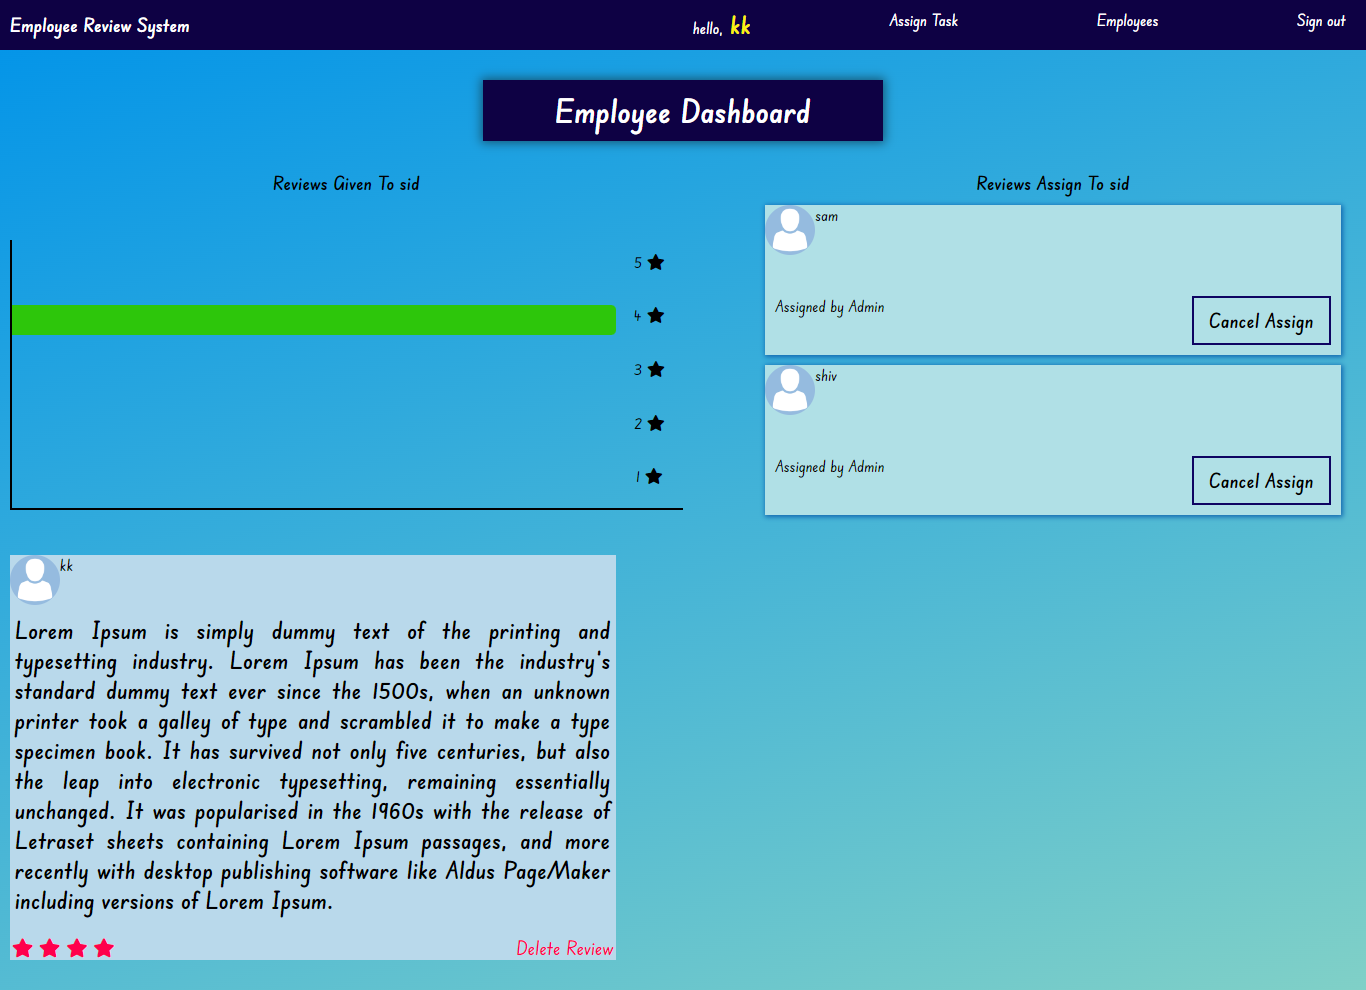 Employee Review System
hello, kk
Assign Task
Employees
Sign out
Employee Dashboard
Reviews Given To sid
5
4
3
2
1
kk
Lorem Ipsum is simply dummy text of the printing and
typesetting industry. Lorem Ipsum has been the industry's
standard dummy text ever since the 1500s, when an unknown
printer took a galley of type and scrambled it to make a type
specimen book. It has survived not only five centuries, but also
the leap into electronic typesetting, remaining essentially
unchanged. It was popularised in the 1960s with the release of
Letraset sheets containing Lorem Ipsum passages, and more
recently with desktop publishing software like Aldus PageMaker
including versions of Lorem Ipsum.
Delete Review
Reviews Assign To sid
sam
Assigned by Admin
Cancel Assign
shiv
Assigned by Admin
Cancel Assign